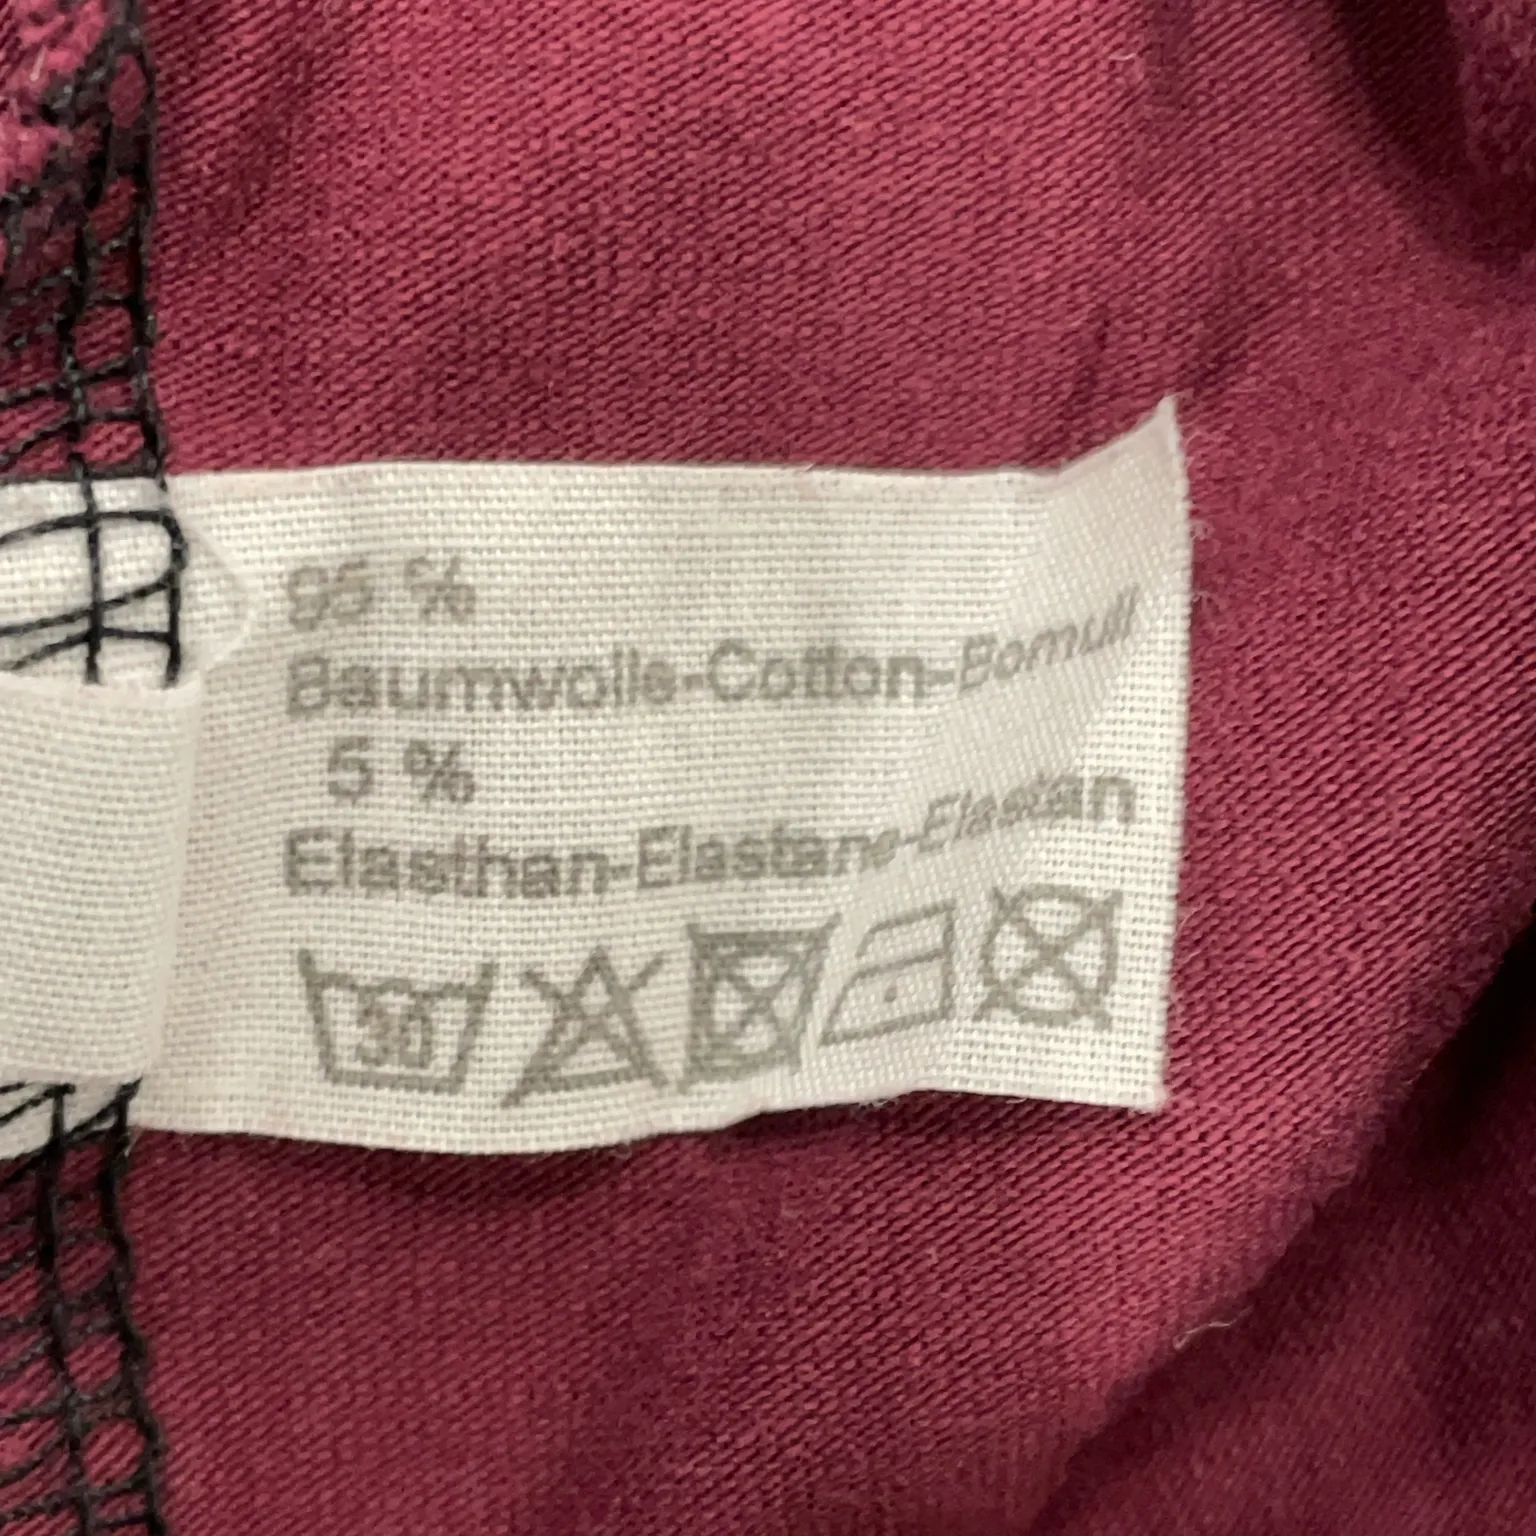 95 %
Baumwolle-Cotton-Bomull
5 %
Elasthan-Elastane-Elastan
30